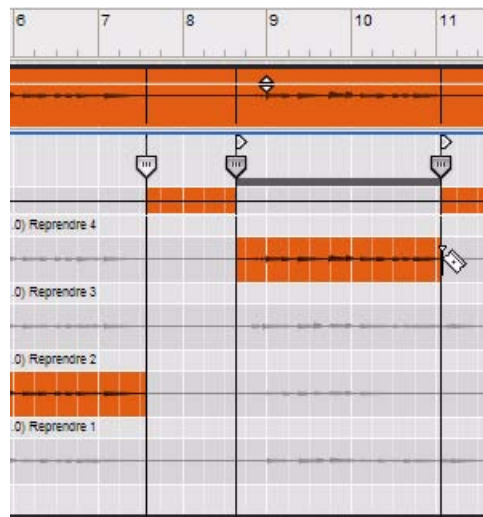 6 7 8 9 10 11
.0) Reprendre 4
.0) Reprendre 3
.0) Reprendre 2
.0) Reprendre 1